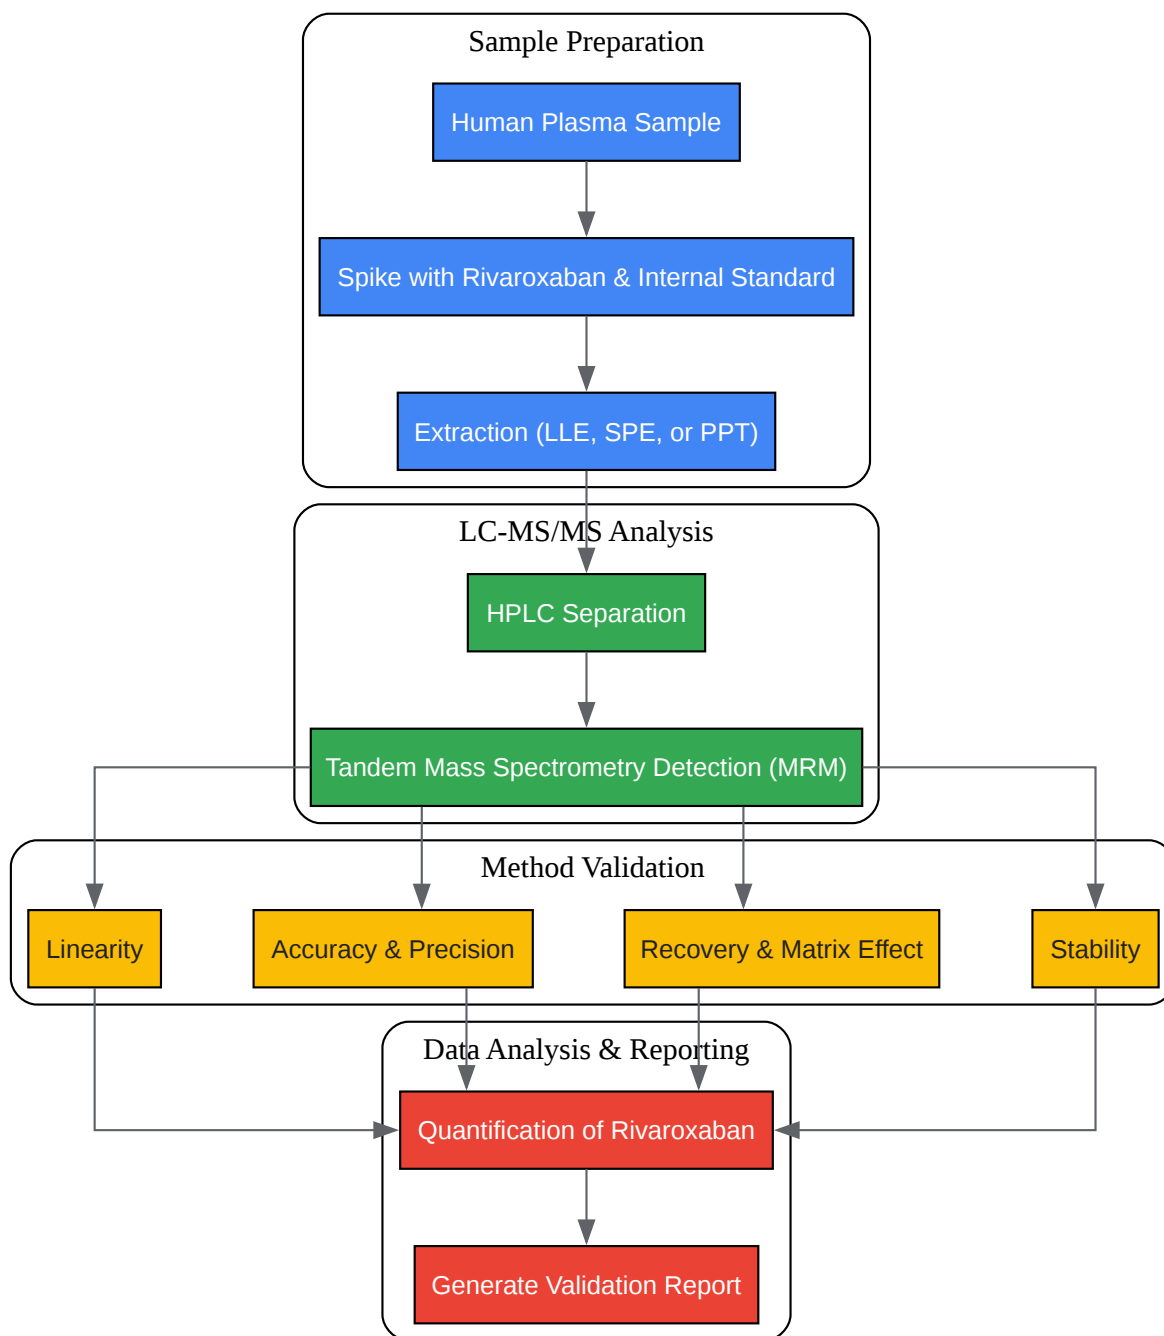 Sample Preparation
Human Plasma Sample
Spike with Rivaroxaban & Internal Standard
Extraction (LLE, SPE, or PPT)
LC-MS/MS Analysis
HPLC Separation
Tandem Mass Spectrometry Detection (MRM)
Method Validation
Linearity
Accuracy & Precision
Recovery & Matrix Effect
Stability
Data Analysis & Reporting
Quantification of Rivaroxaban
Generate Validation Report